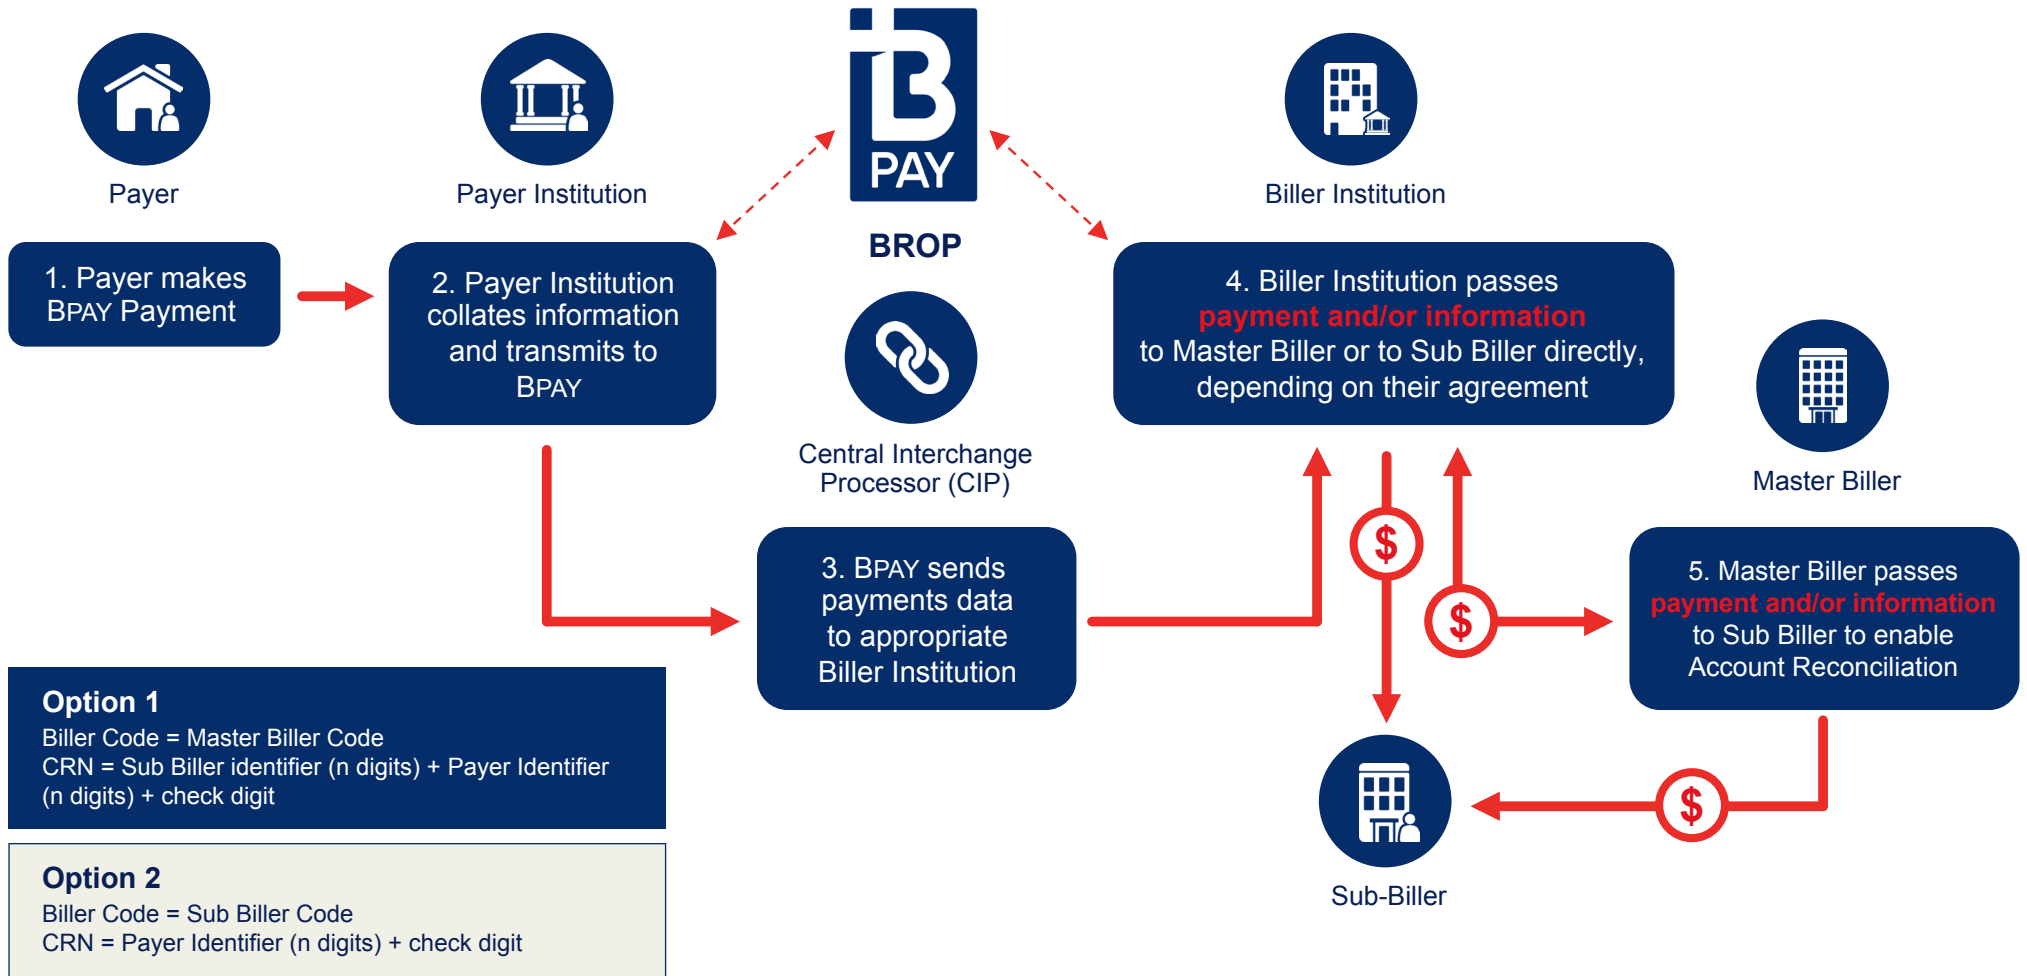 B
PAY
Payer
Payer Institution
BROP
Biller Institution
1. Payer makes
BPAY Payment
2. Payer Institution
collates information
and transmits to
BPAY
Central Interchange
Processor (CIP)
3. BPAY sends
payments data
to appropriate
Biller Institution
4. Biller Institution passes
payment and/or information
to Master Biller or to Sub Biller directly,
depending on their agreement
Master Biller
$
$
5. Master Biller passes
payment and/or information
to Sub Biller to enable
Account Reconciliation
$
Sub-Biller
Option 1
Biller Code = Master Biller Code
CRN = Sub Biller identifier (n digits) + Payer Identifier
(n digits) + check digit
Option 2
Biller Code = Sub Biller Code
CRN = Payer Identifier (n digits) + check digit